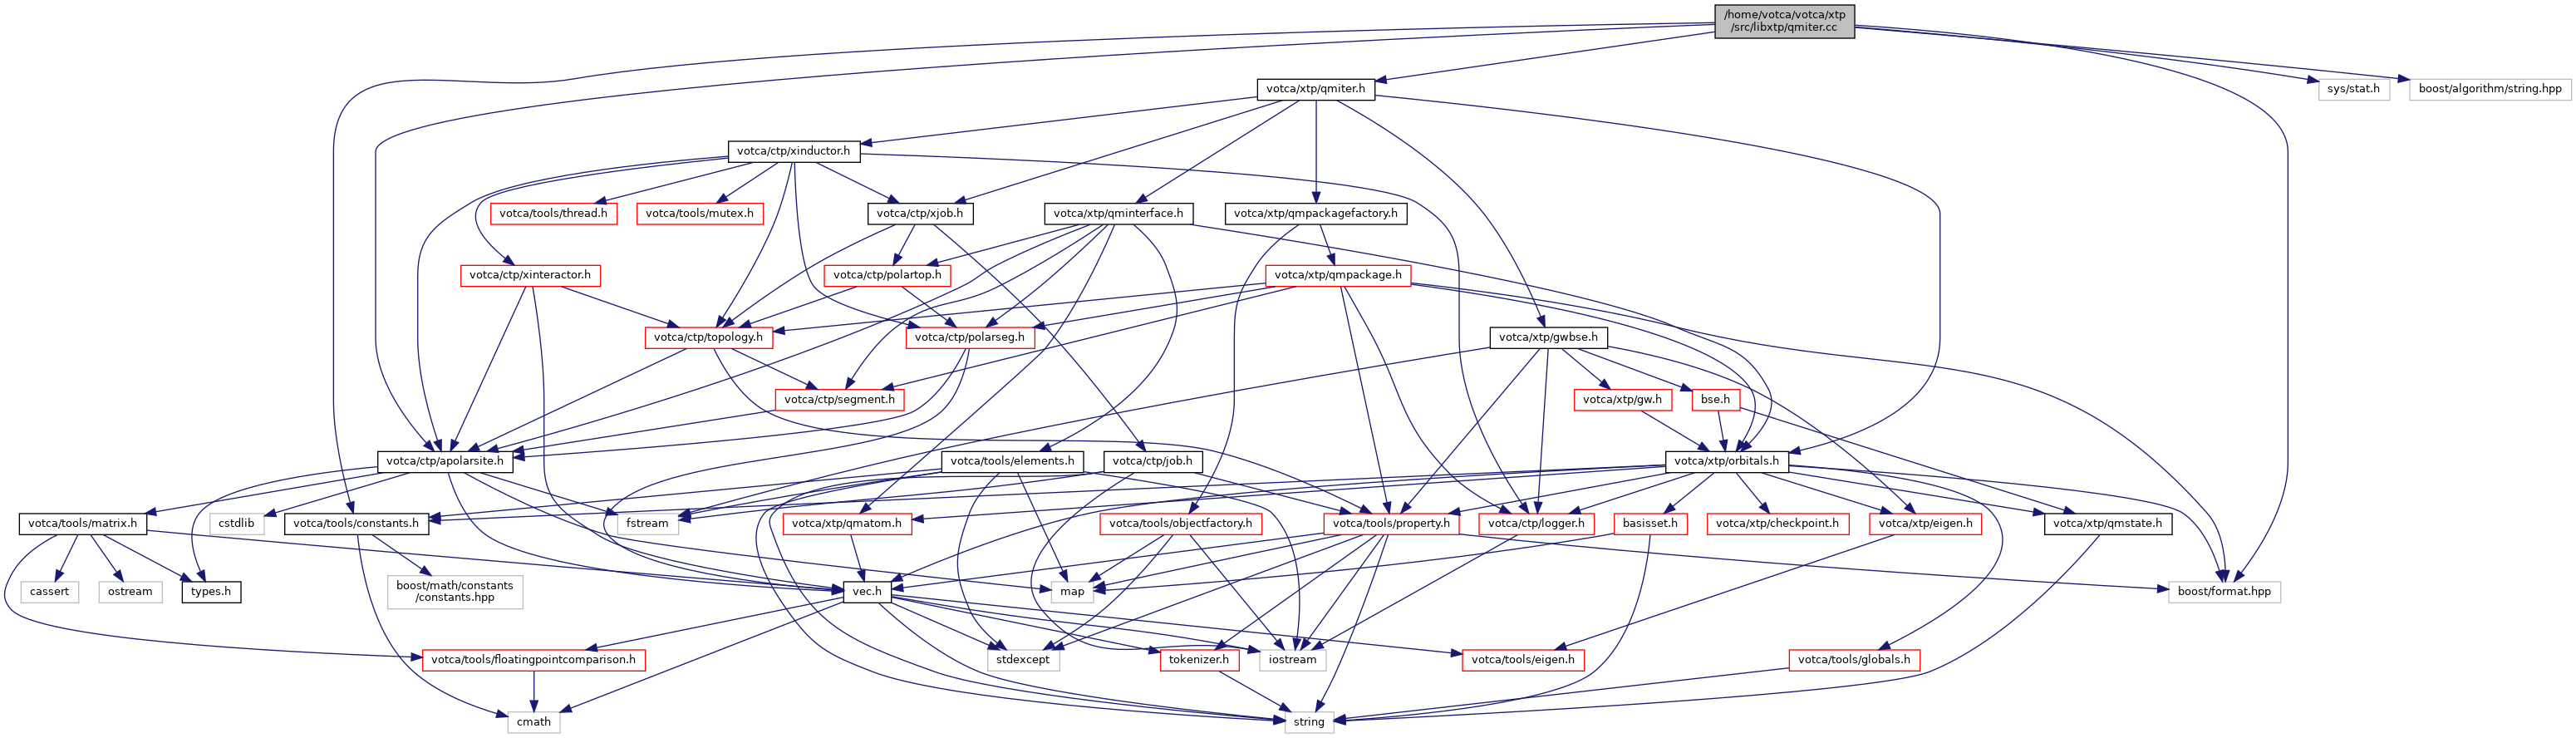 /home/votca/votca/xtp
/src/libxtp/qmiter.cc
votca/xtp/qmiter.h
sys/stat.h
boost/algorithm/string.hpp
votca/ctp/xinductor.h
votca/tools/thread.h
votca/tools/mutex.h
votca/ctp/xjob.h
votca/xtp/qminterface.h
votca/xtp/qmpackagefactory.h
votca/ctp/xinteractor.h
votca/ctp/polartop.h
votca/xtp/qmpackage.h
votca/ctp/topology.h
votca/ctp/polarseg.h
votca/xtp/gwbse.h
votca/ctp/segment.h
votca/xtp/gw.h
bse.h
votca/ctp/apolarsite.h
votca/tools/elements.h
votca/ctp/job.h
votca/xtp/orbitals.h
votca/tools/matrix.h
cstdlib
votca/tools/constants.h
fstream
votca/xtp/qmatom.h
votca/tools/objectfactory.h
votca/tools/property.h
votca/ctp/logger.h
basisset.h
votca/xtp/checkpoint.h
votca/xtp/eigen.h
votca/xtp/qmstate.h
cassert
ostream
types.h
boost/math/constants
/constants.hpp
vec.h
map
boost/format.hpp
votca/tools/floatingpointcomparison.h
stdexcept
tokenizer.h
iostream
votca/tools/eigen.h
votca/tools/globals.h
cmath
string